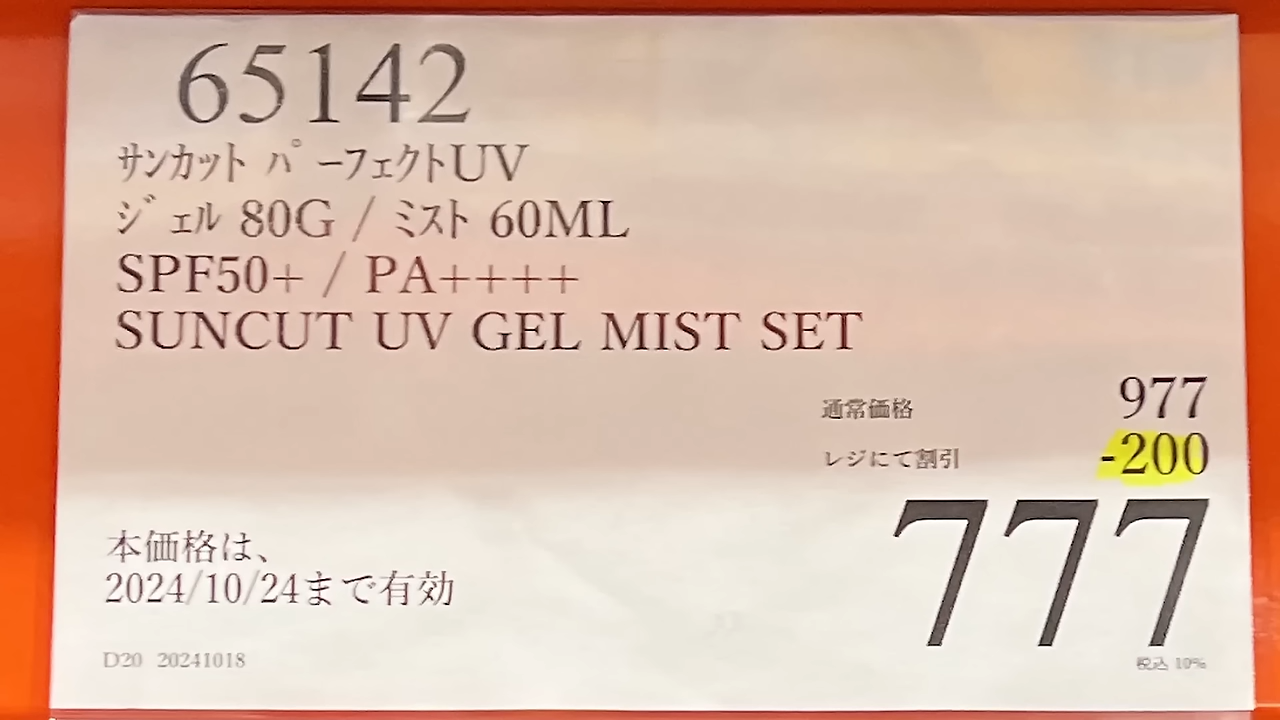 65142
ｻﾝｶｯﾄ ﾊﾟｰﾌｪｸﾄUV
ｼﾞｪﾙ 80G / ﾐｽﾄ 60ML
SPF50+ / PA++++
SUNCUT UV GEL MIST SET
通常価格 977
レジにて割引 -200
777
本価格は、
2024/10/24まで有効
D20 20241018
税込 10%